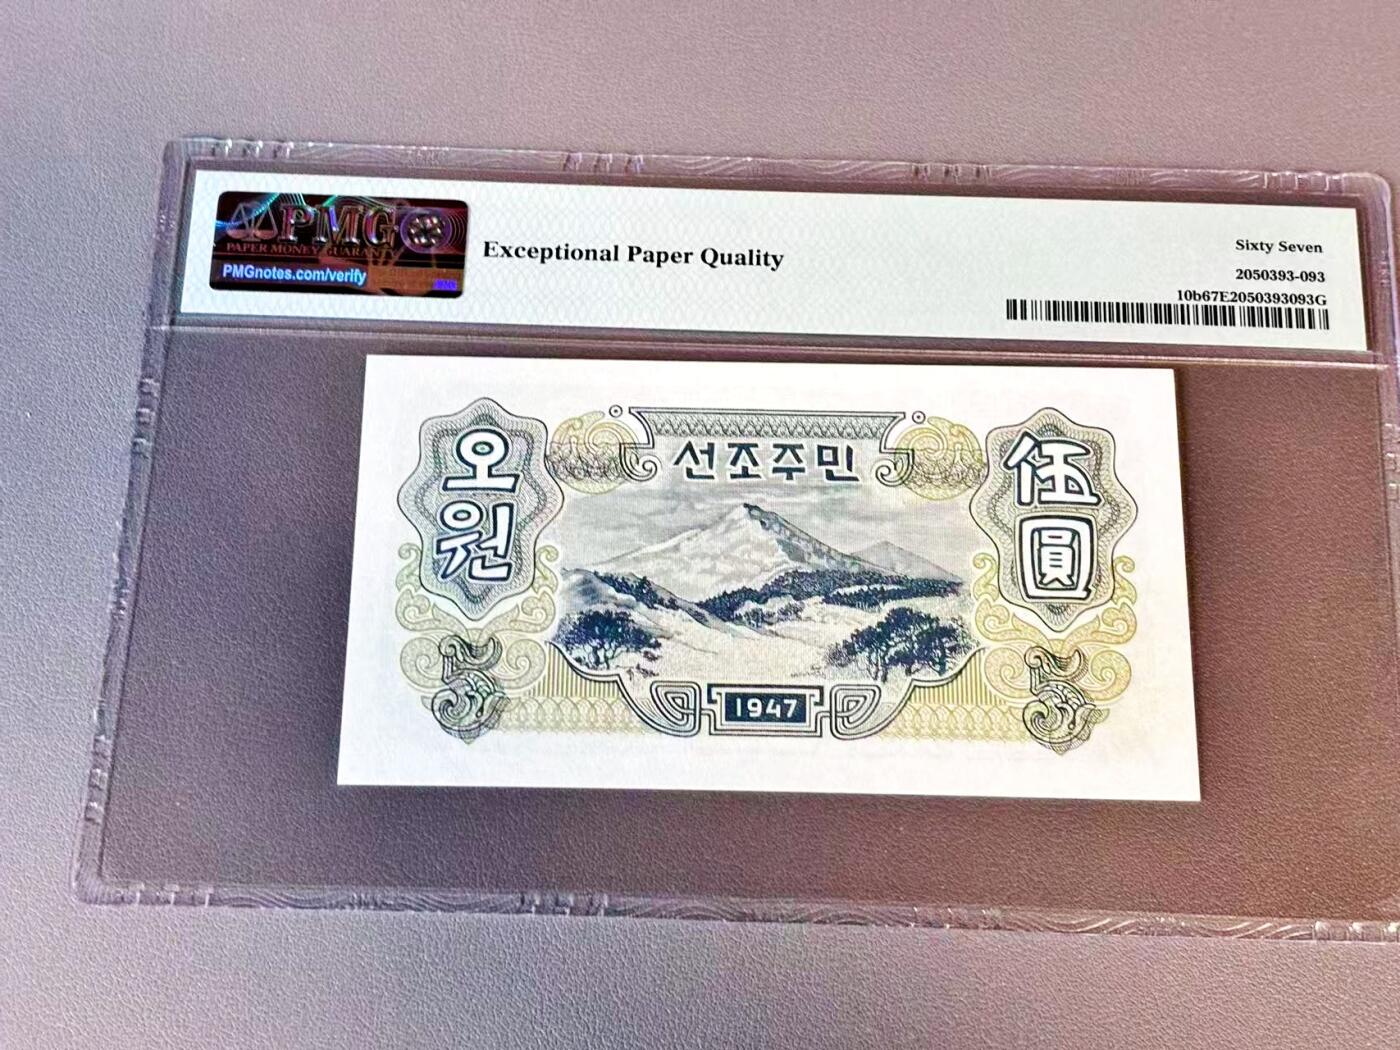 PMG
PAPER MONEY GUARANTY
PMGnotes.com/verify
Exceptional Paper Quality
Sixty Seven
2050393-093
10b67E2050393093G
선조주민
오
원
伍
圓
5
5
1947